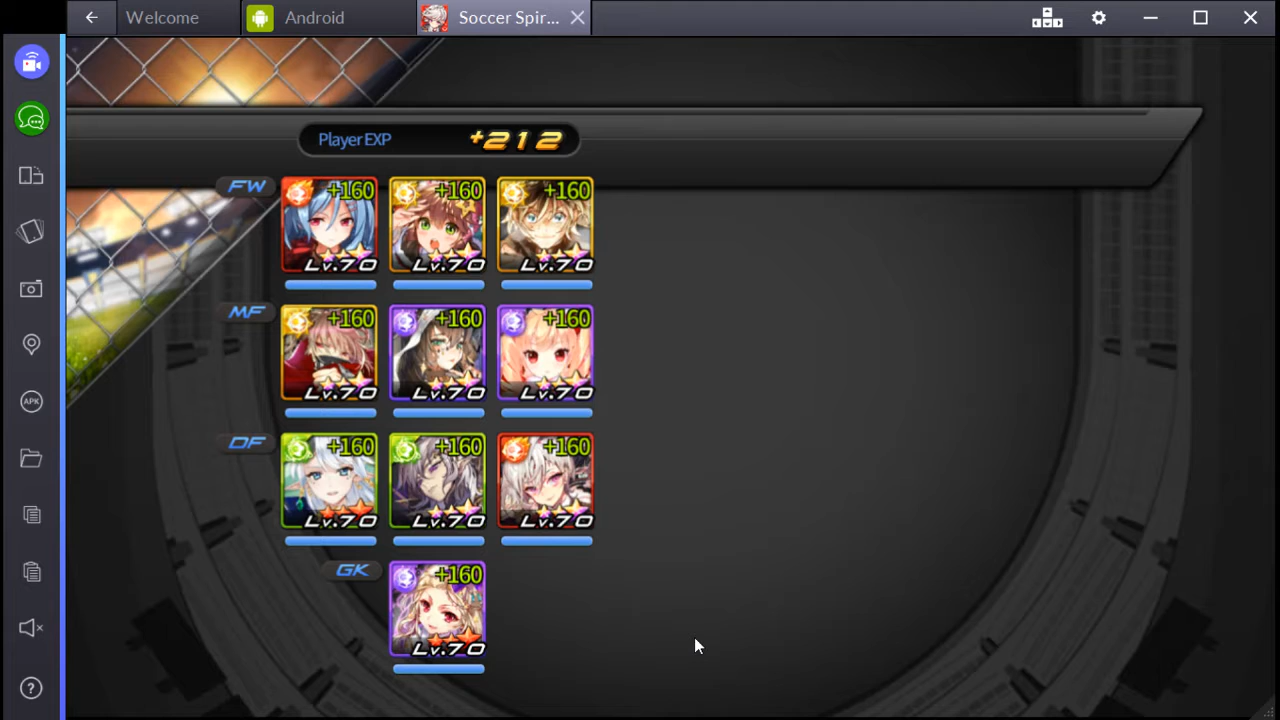 Welcome
Android
Soccer Spir...
Player EXP +212
FW
+160 +160 +160
Lv.70 Lv.70 Lv.70
MF
+160 +160 +160
Lv.70 Lv.70 Lv.70
DF
+160 +160 +160
Lv.70 Lv.70 Lv.70
GK
+160
Lv.70
APK
?